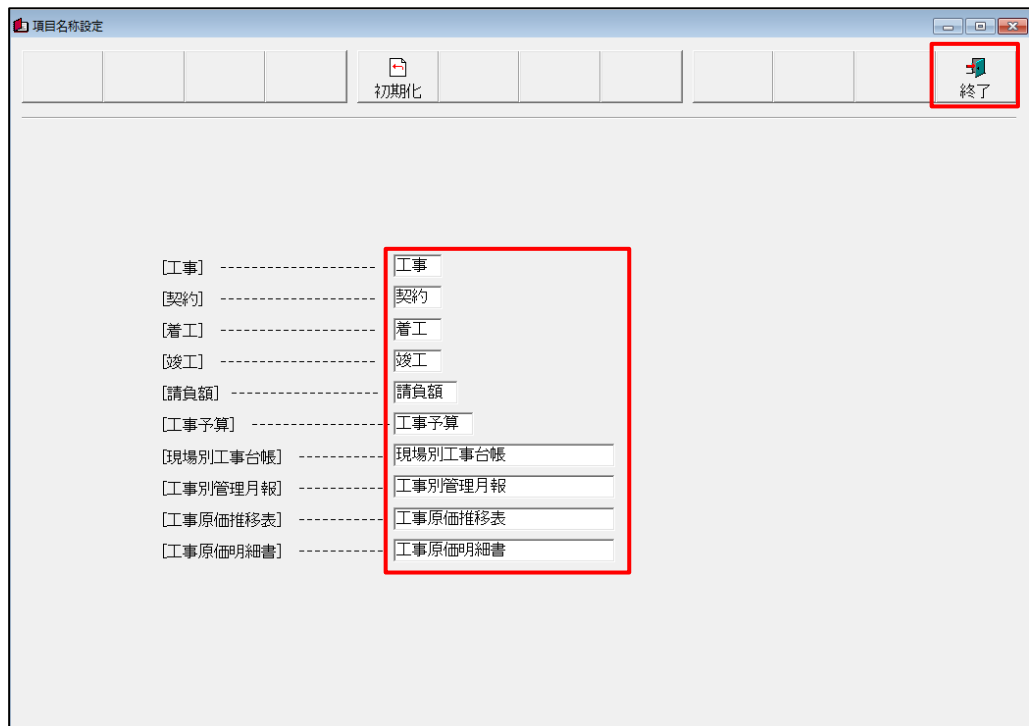 項目名称設定
初期化
終了
[工事] -------------------- 工事
[契約] -------------------- 契約
[着工] -------------------- 着工
[竣工] -------------------- 竣工
[請負額] ------------------- 請負額
[工事予算] ------------------ 工事予算
[現場別工事台帳] ----------- 現場別工事台帳
[工事別管理月報] ----------- 工事別管理月報
[工事原価推移表] ----------- 工事原価推移表
[工事原価明細書] ----------- 工事原価明細書